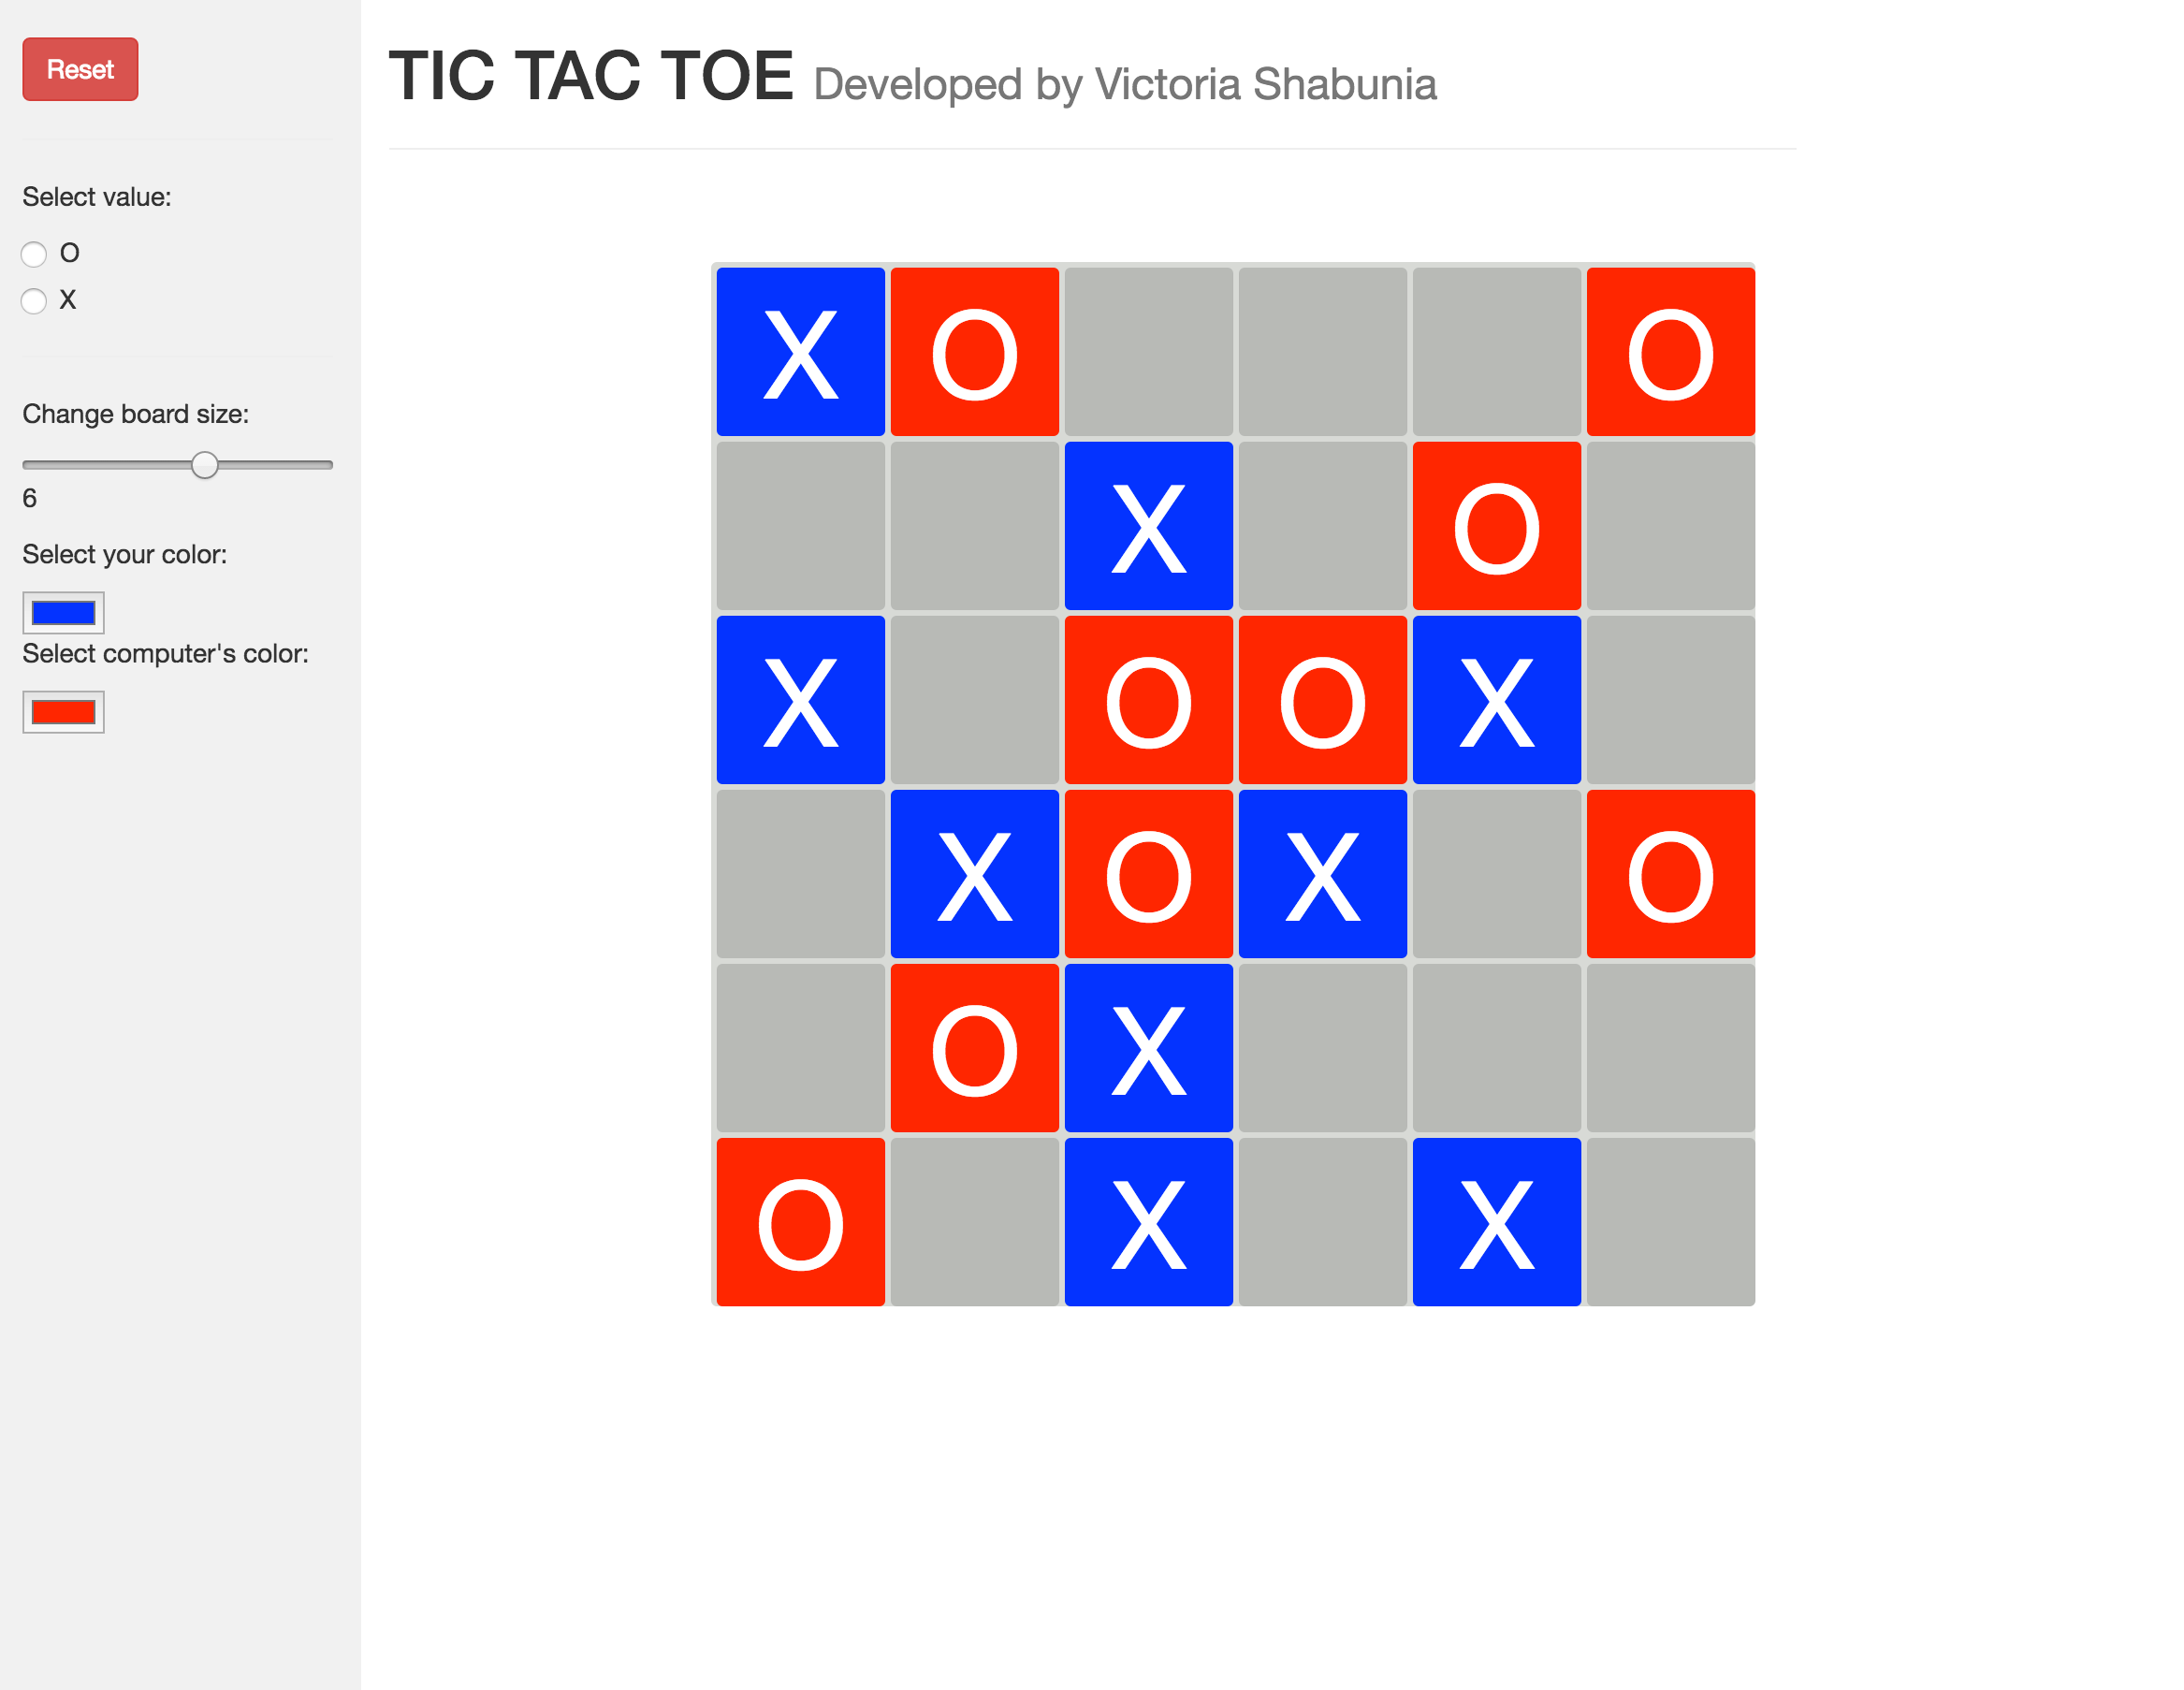 Reset
TIC TAC TOE Developed by Victoria Shabunia
Select value:
O
X
Change board size:
6
Select your color:
Select computer's color:
X O O
X O
X O O X
X O X O
O X
O X X